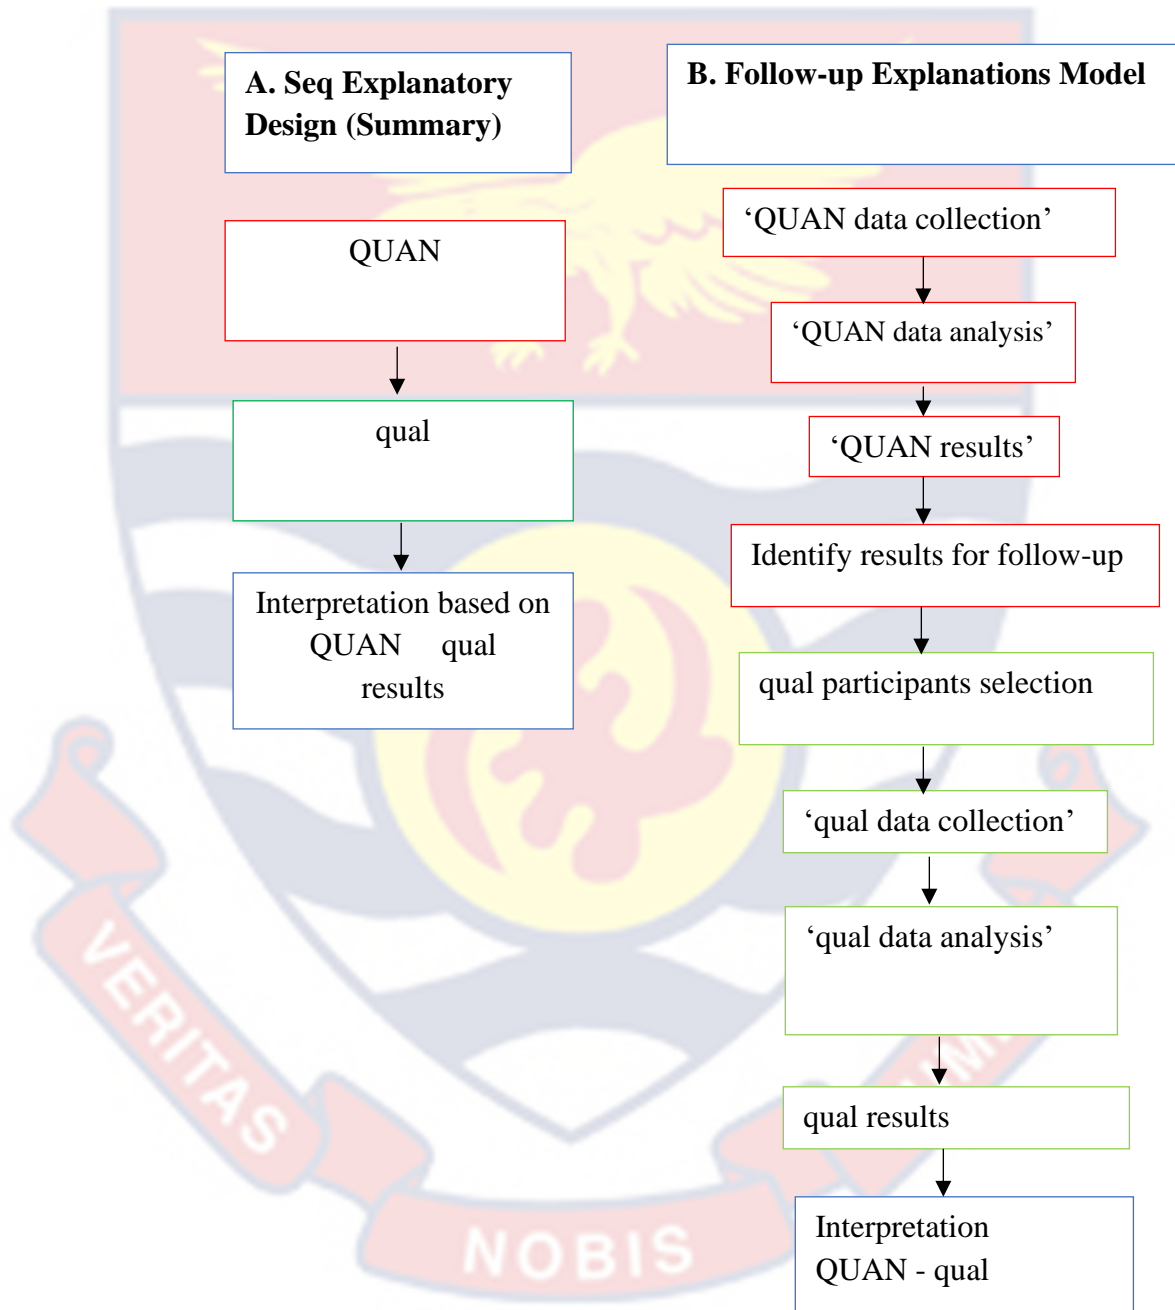 A. Seq Explanatory
Design (Summary)
QUAN
qual
Interpretation based on
QUAN qual
results
B. Follow-up Explanations Model
‘QUAN data collection’
‘QUAN data analysis’
‘QUAN results’
Identify results for follow-up
qual participants selection
‘qual data collection’
‘qual data analysis’
qual results
Interpretation
QUAN - qual
VERITAS
NOBIS